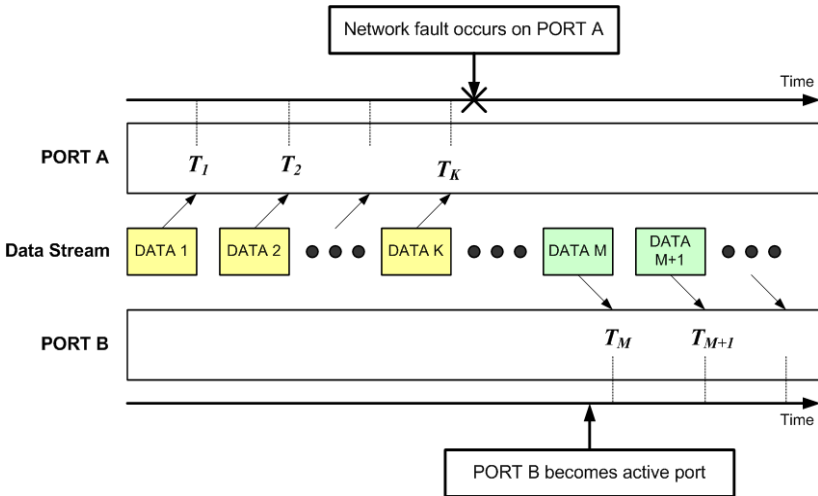 Network fault occurs on PORT A
Time
PORT A
T1
T2
TK
Data Stream
DATA 1
DATA 2
DATA K
DATA M
DATA
M+1
PORT B
TM
TM+1
Time
PORT B becomes active port